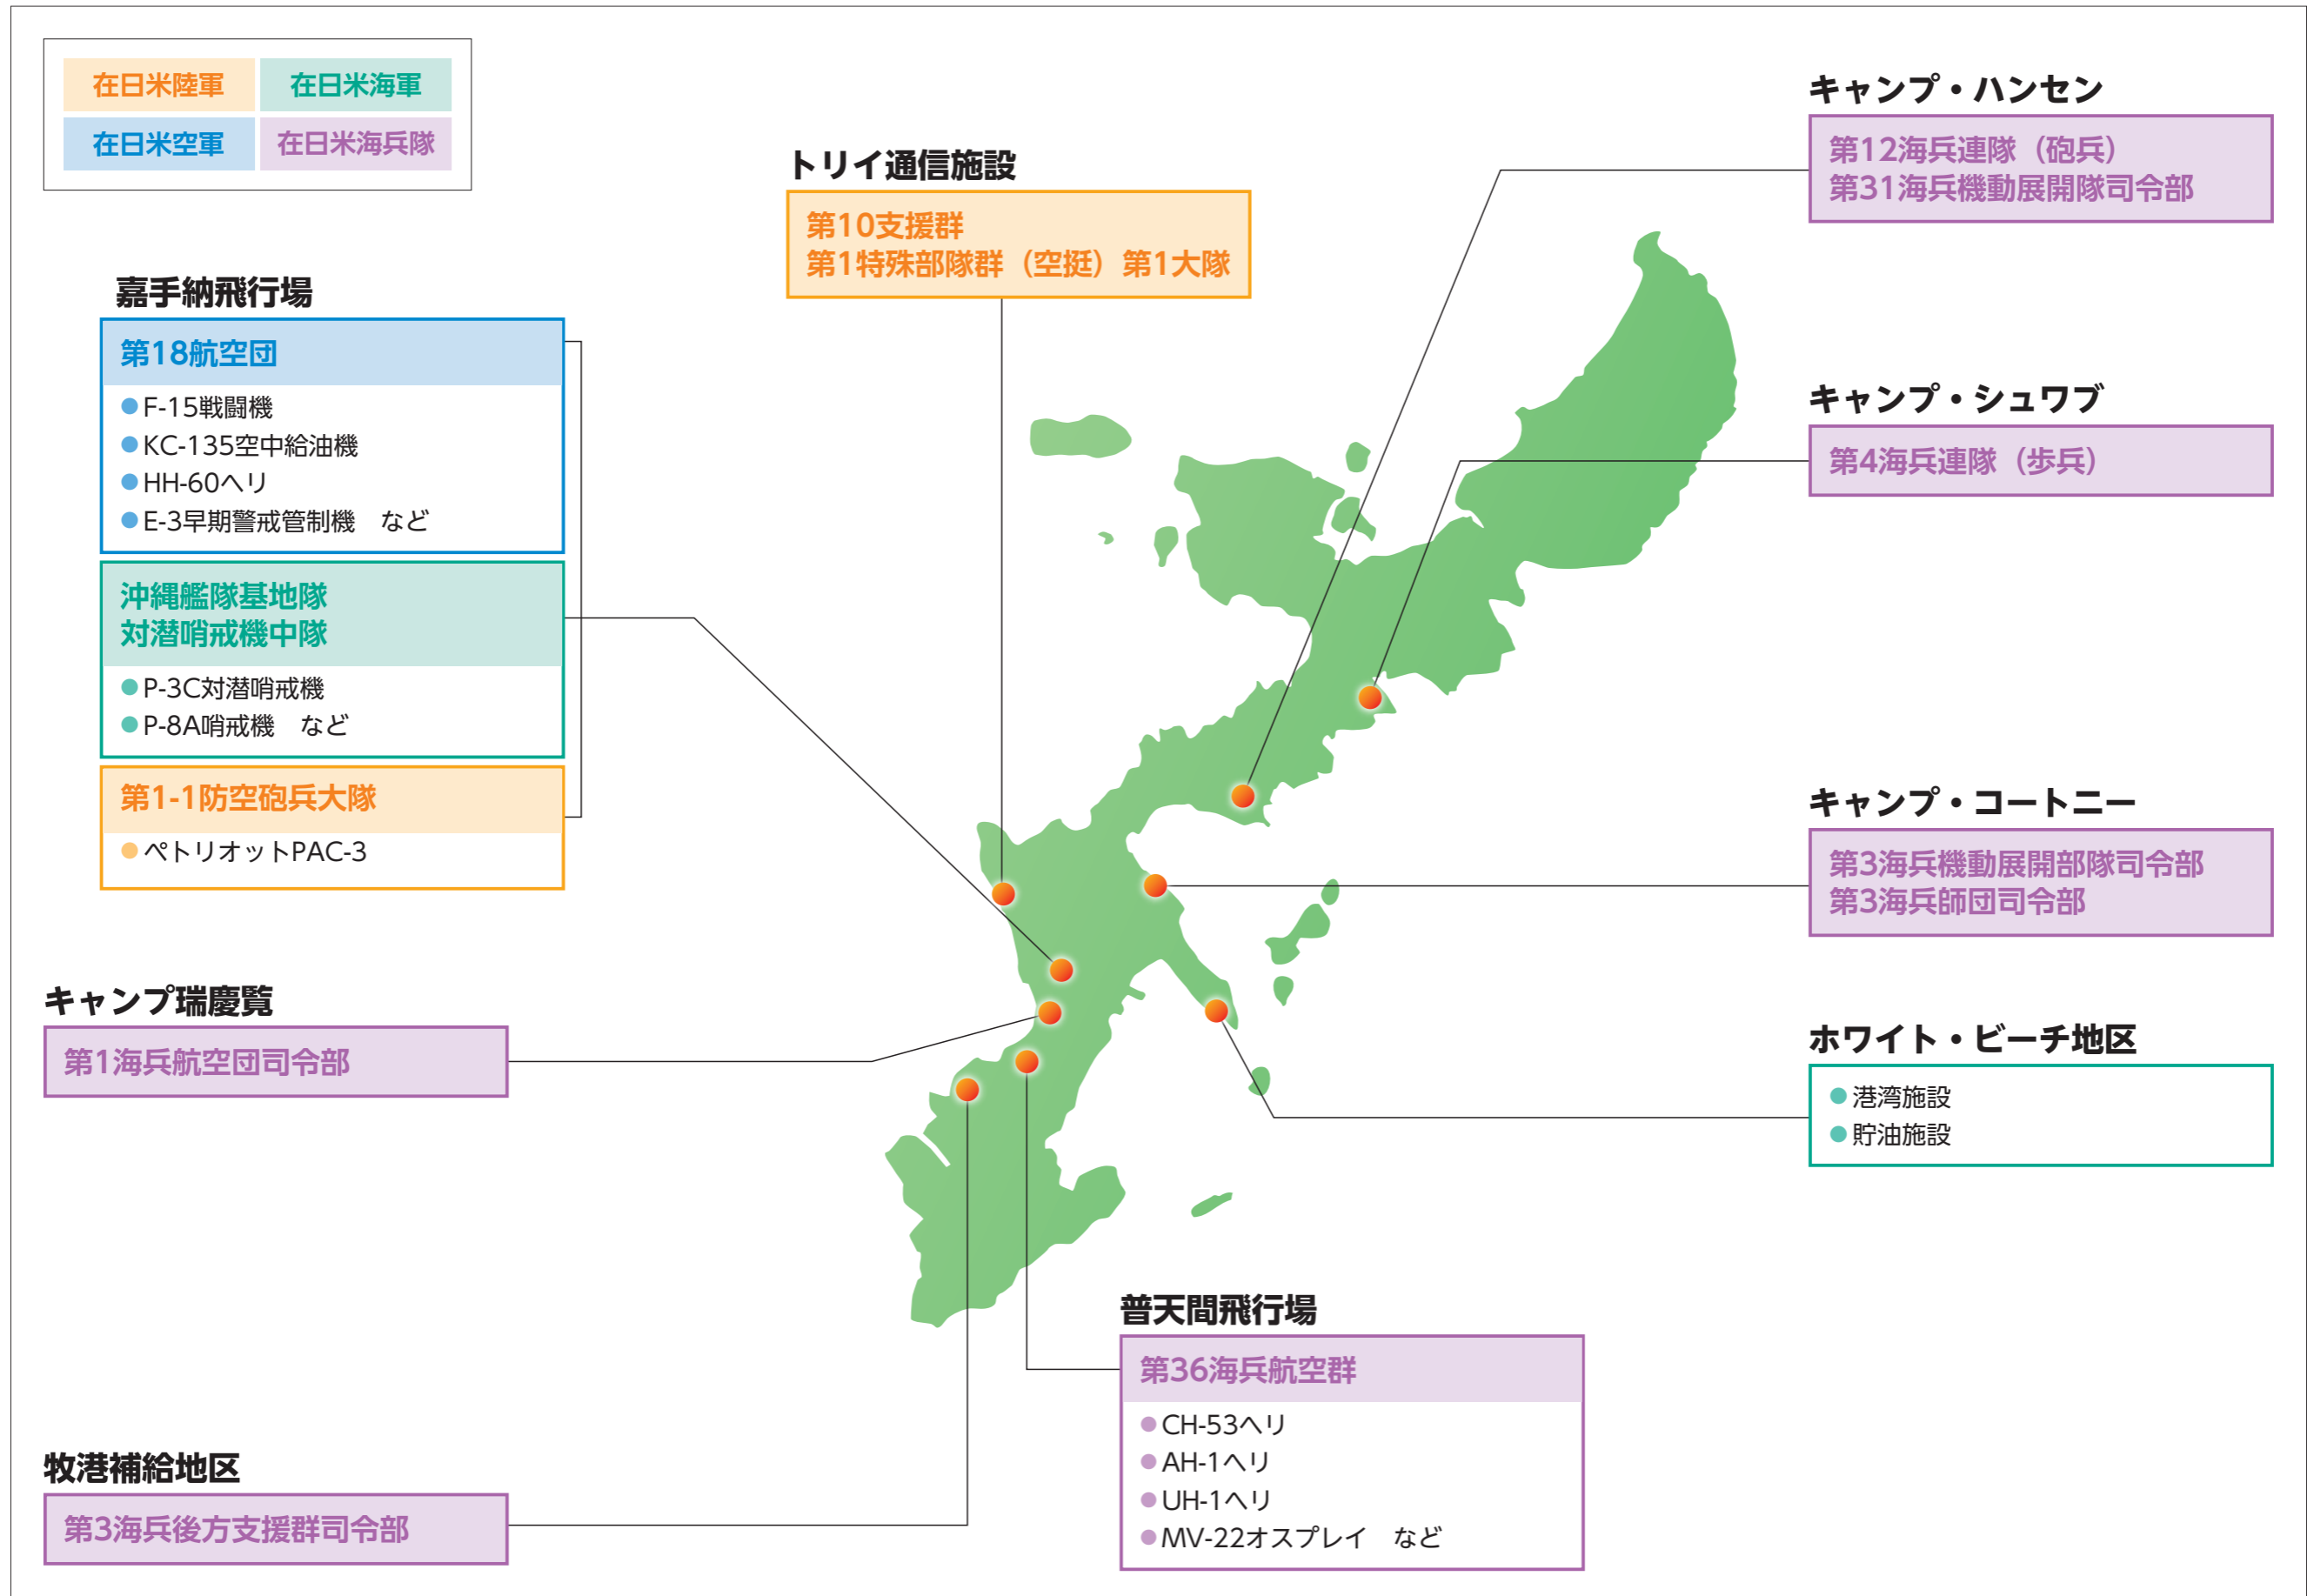 在日米陸軍
在日米海軍
在日米空軍
在日米海兵隊
トリイ通信施設
第10支援群
第1特殊部隊群（空挺）第1大隊
嘉手納飛行場
第18航空団
●F-15戦闘機
●KC-135空中給油機
●HH-60ヘリ
●E-3早期警戒管制機　など
沖縄艦隊基地隊
対潜哨戒機中隊
●P-3C対潜哨戒機
●P-8A哨戒機　など
第1-1防空砲兵大隊
●ペトリオットPAC-3
キャンプ瑞慶覧
第1海兵航空団司令部
牧港補給地区
第3海兵後方支援群司令部
キャンプ・ハンセン
第12海兵連隊（砲兵）
第31海兵機動展開隊司令部
キャンプ・シュワブ
第4海兵連隊（歩兵）
キャンプ・コートニー
第3海兵機動展開部隊司令部
第3海兵師団司令部
ホワイト・ビーチ地区
●港湾施設
●貯油施設
普天間飛行場
第36海兵航空群
●CH-53ヘリ
●AH-1ヘリ
●UH-1ヘリ
●MV-22オスプレイ　など